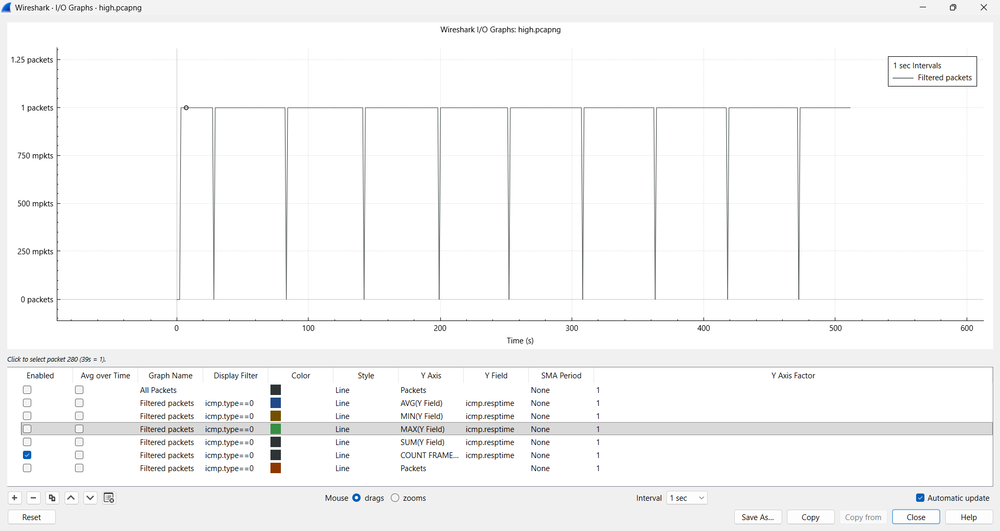 Wireshark · I/O Graphs · high.pcapng
Wireshark I/O Graphs: high.pcapng
1.25 packets
1 packets
750 mpkts
500 mpkts
250 mpkts
0 packets
1 sec Intervals
Filtered packets
0 100 200 300 400 500 600
Time (s)
Click to select packet 280 (39s = 1).
Enabled Avg over Time Graph Name Display Filter Color Style Y Axis Y Field SMA Period Y Axis Factor
All Packets Line Packets None 1
Filtered packets icmp.type==0 Line AVG(Y Field) icmp.resptime None 1
Filtered packets icmp.type==0 Line MIN(Y Field) icmp.resptime None 1
Filtered packets icmp.type==0 Line MAX(Y Field) icmp.resptime None 1
Filtered packets icmp.type==0 Line SUM(Y Field) icmp.resptime None 1
Filtered packets icmp.type==0 Line COUNT FRAME... icmp.resptime None 1
Filtered packets icmp.type==0 Line Packets None 1
Mouse drags zooms Interval 1 sec Automatic update
Reset Save As... Copy Copy from Close Help